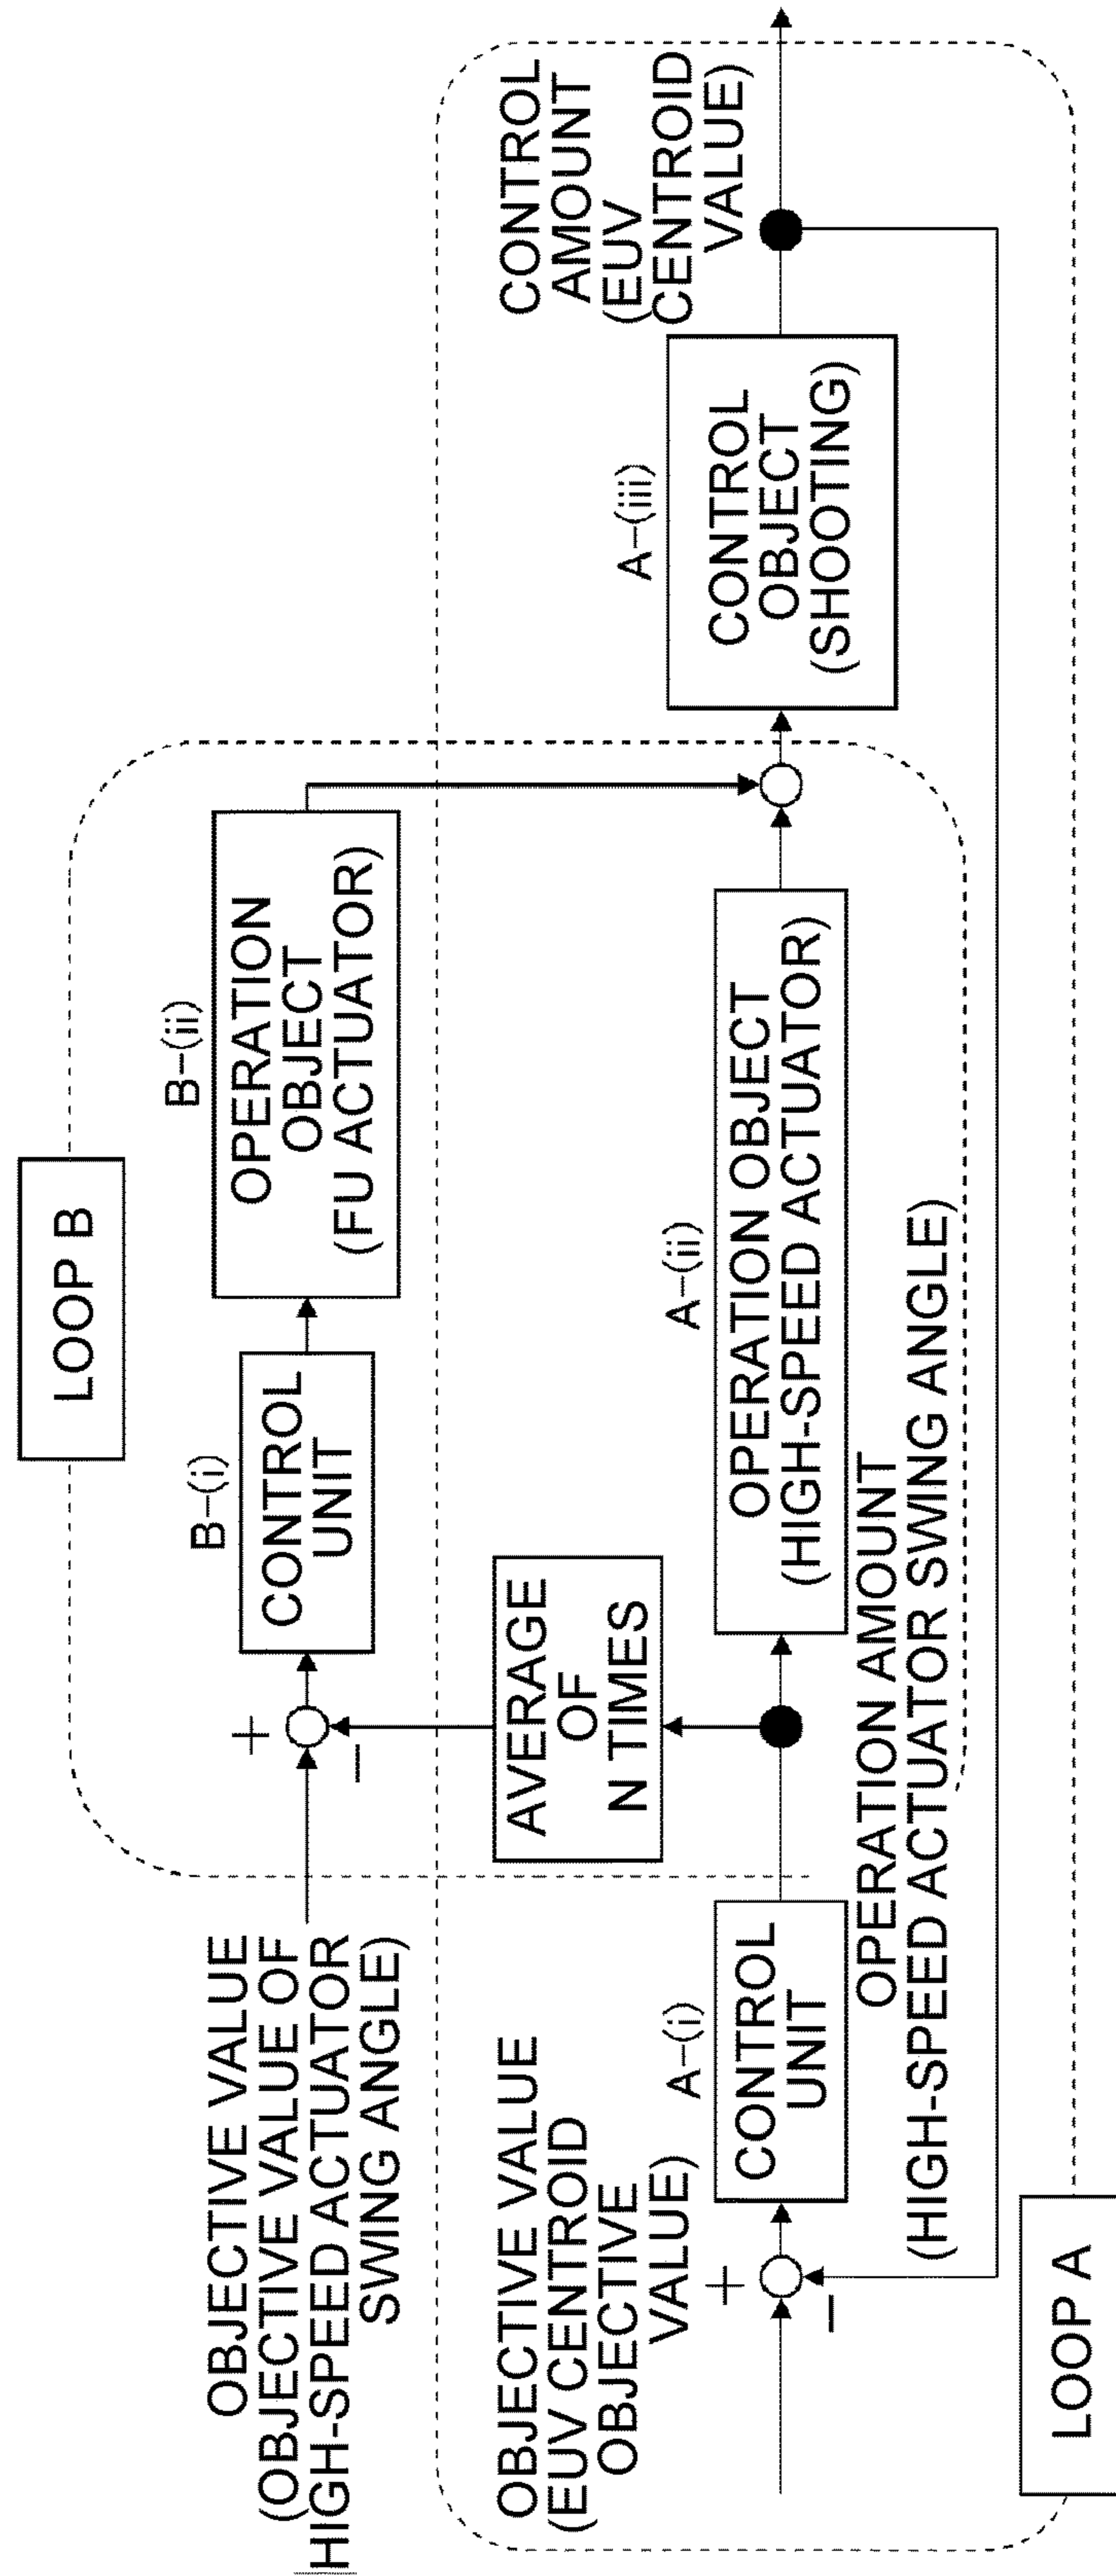 LOOP B
B-(i)
CONTROL
UNIT
B-(ii)
OPERATION
OBJECT
(FU ACTUATOR)
OBJECTIVE VALUE
(OBJECTIVE VALUE OF
HIGH-SPEED ACTUATOR
SWING ANGLE)
+
−
AVERAGE
OF
N TIMES
OBJECTIVE VALUE
(EUV CENTROID
OBJECTIVE
VALUE)
+
−
A-(i)
CONTROL
UNIT
A-(ii)
OPERATION OBJECT
(HIGH-SPEED ACTUATOR)
OPERATION AMOUNT
(HIGH-SPEED ACTUATOR SWING ANGLE)
A-(iii)
CONTROL
OBJECT
(SHOOTING)
CONTROL
AMOUNT
(EUV
CENTROID
VALUE)
LOOP A